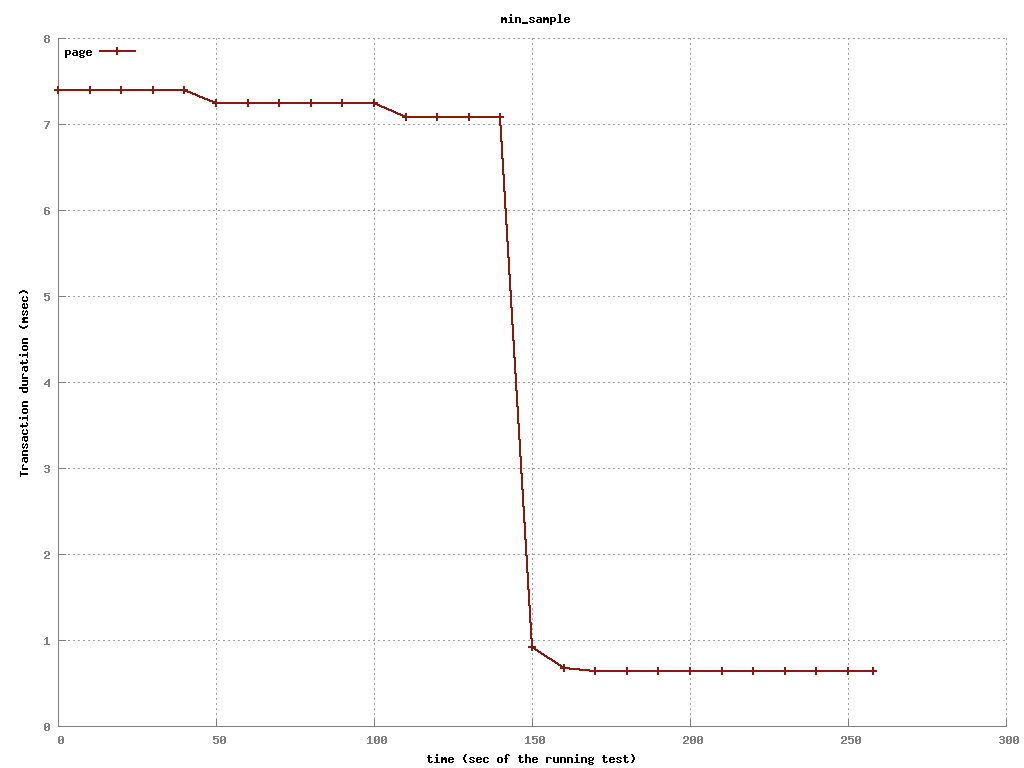 min_sample
page
8
7
6
5
4
3
2
1
0
Transaction duration (msec)
0 50 100 150 200 250 300
time (sec of the running test)